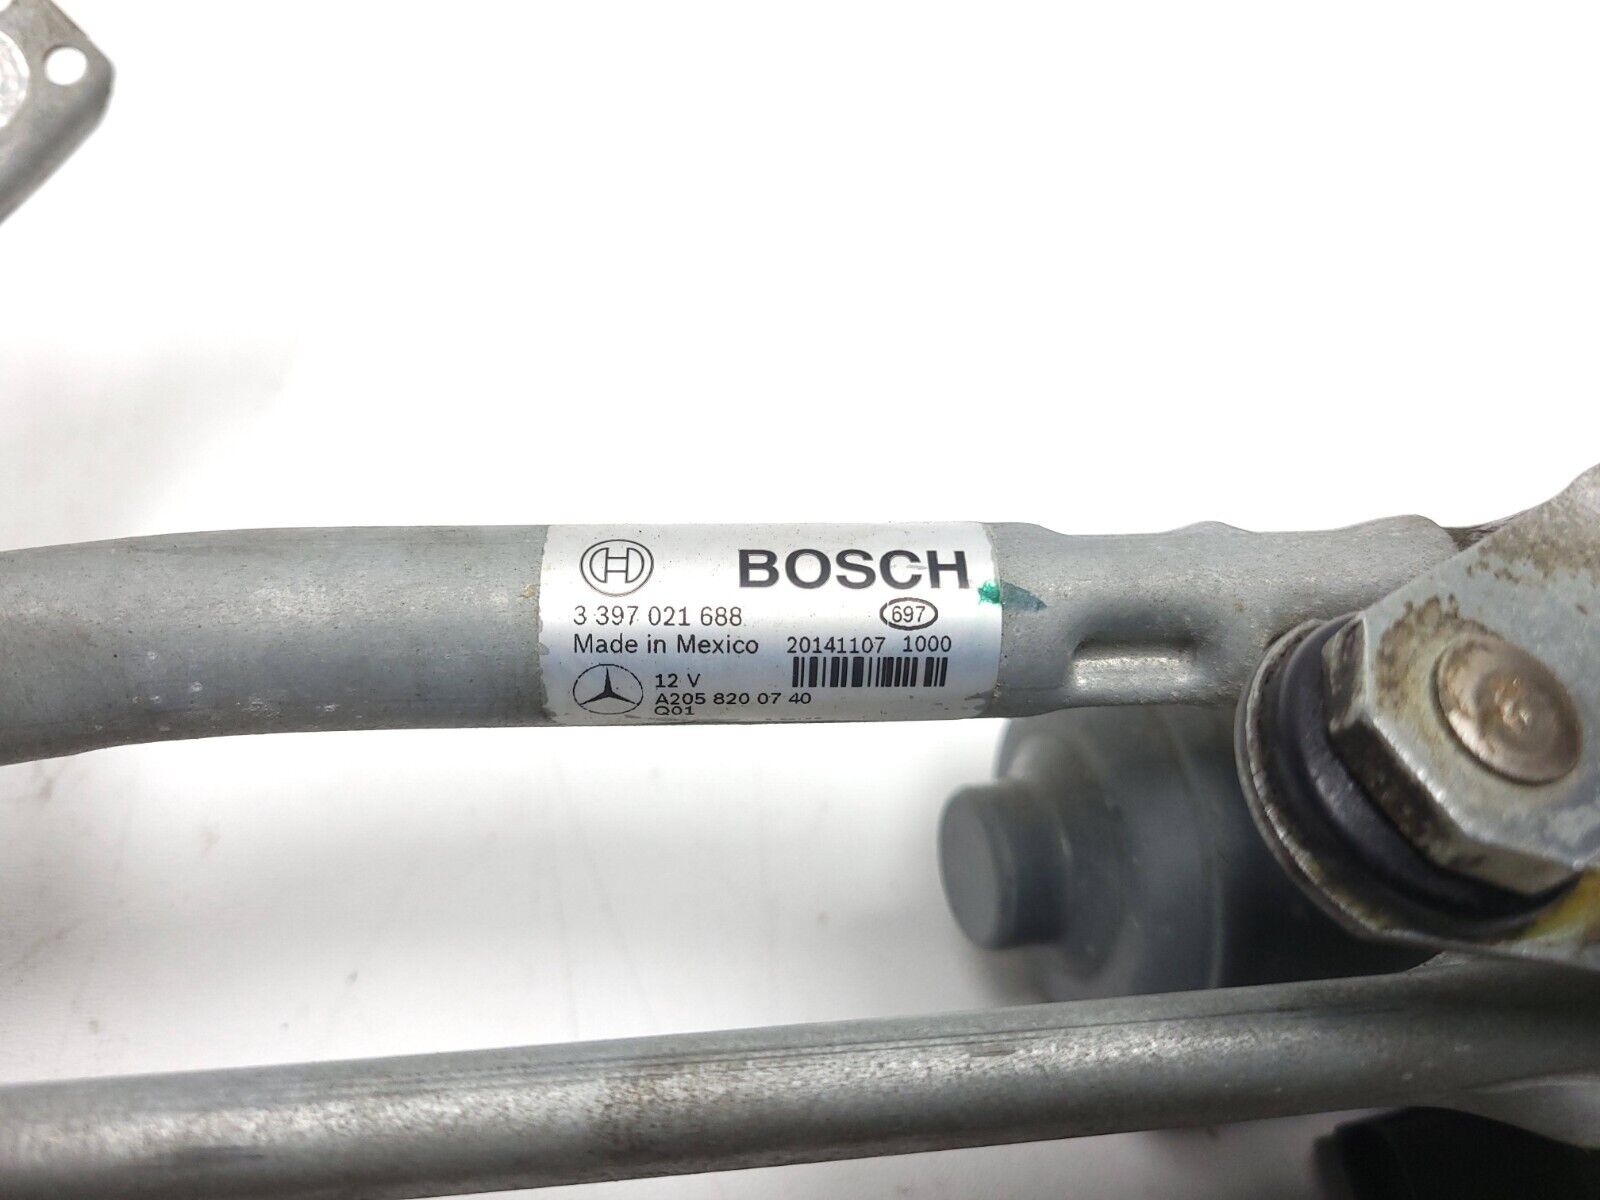 BOSCH
3 397 021 688 697
Made in Mexico 20141107 1000
12 V
A205 820 07 40
Q01